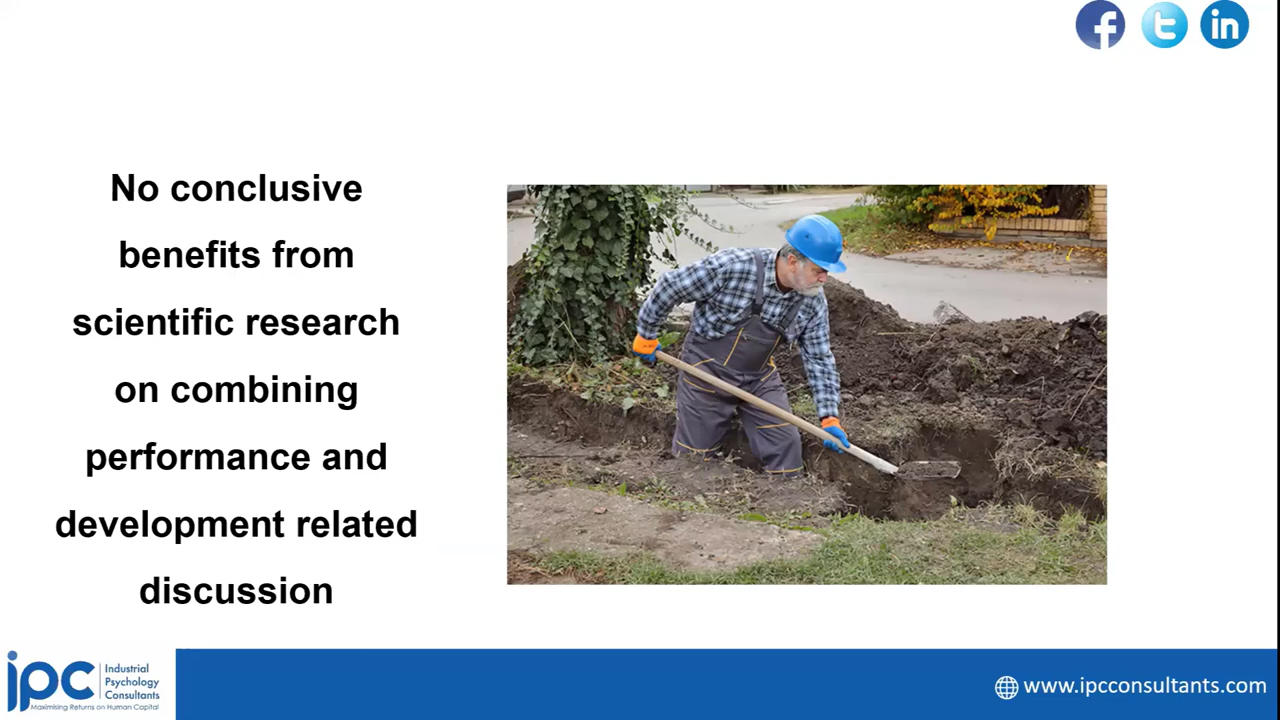 No conclusive
benefits from
scientific research
on combining
performance and
development related
discussion
ipc
Industrial
Psychology
Consultants
Maximising Returns on Human Capital
www.ipcconsultants.com